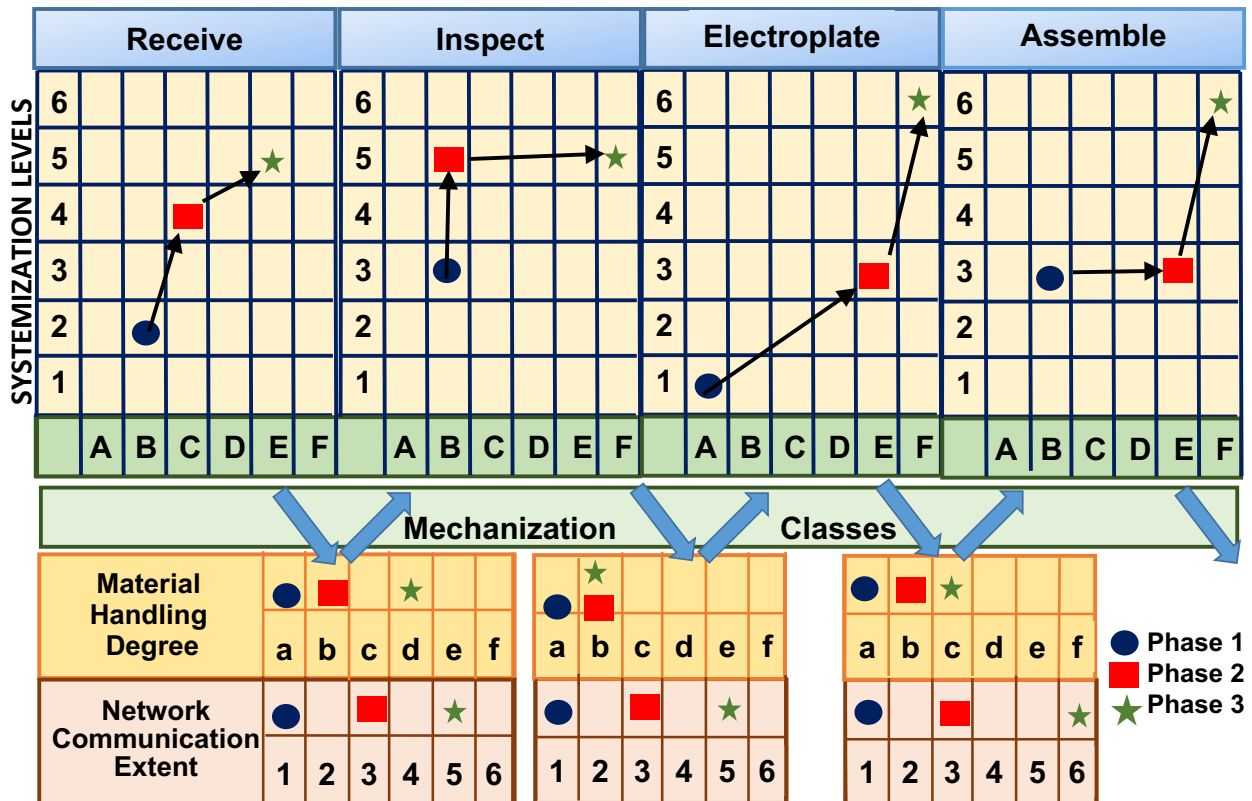 Receive Inspect Electroplate Assemble
SYSTEMIZATION LEVELS
6 6 6 6
5 5 5 5
4 4 4 4
3 3 3 3
2 2 2 2
1 1 1 1
A B C D E F A B C D E F A B C D E F A B C D E F
Mechanization Classes
Material
Handling
Degree
a b c d e f a b c d e f a b c d e f
Network
Communication
Extent
1 2 3 4 5 6 1 2 3 4 5 6 1 2 3 4 5 6
Phase 1
Phase 2
Phase 3